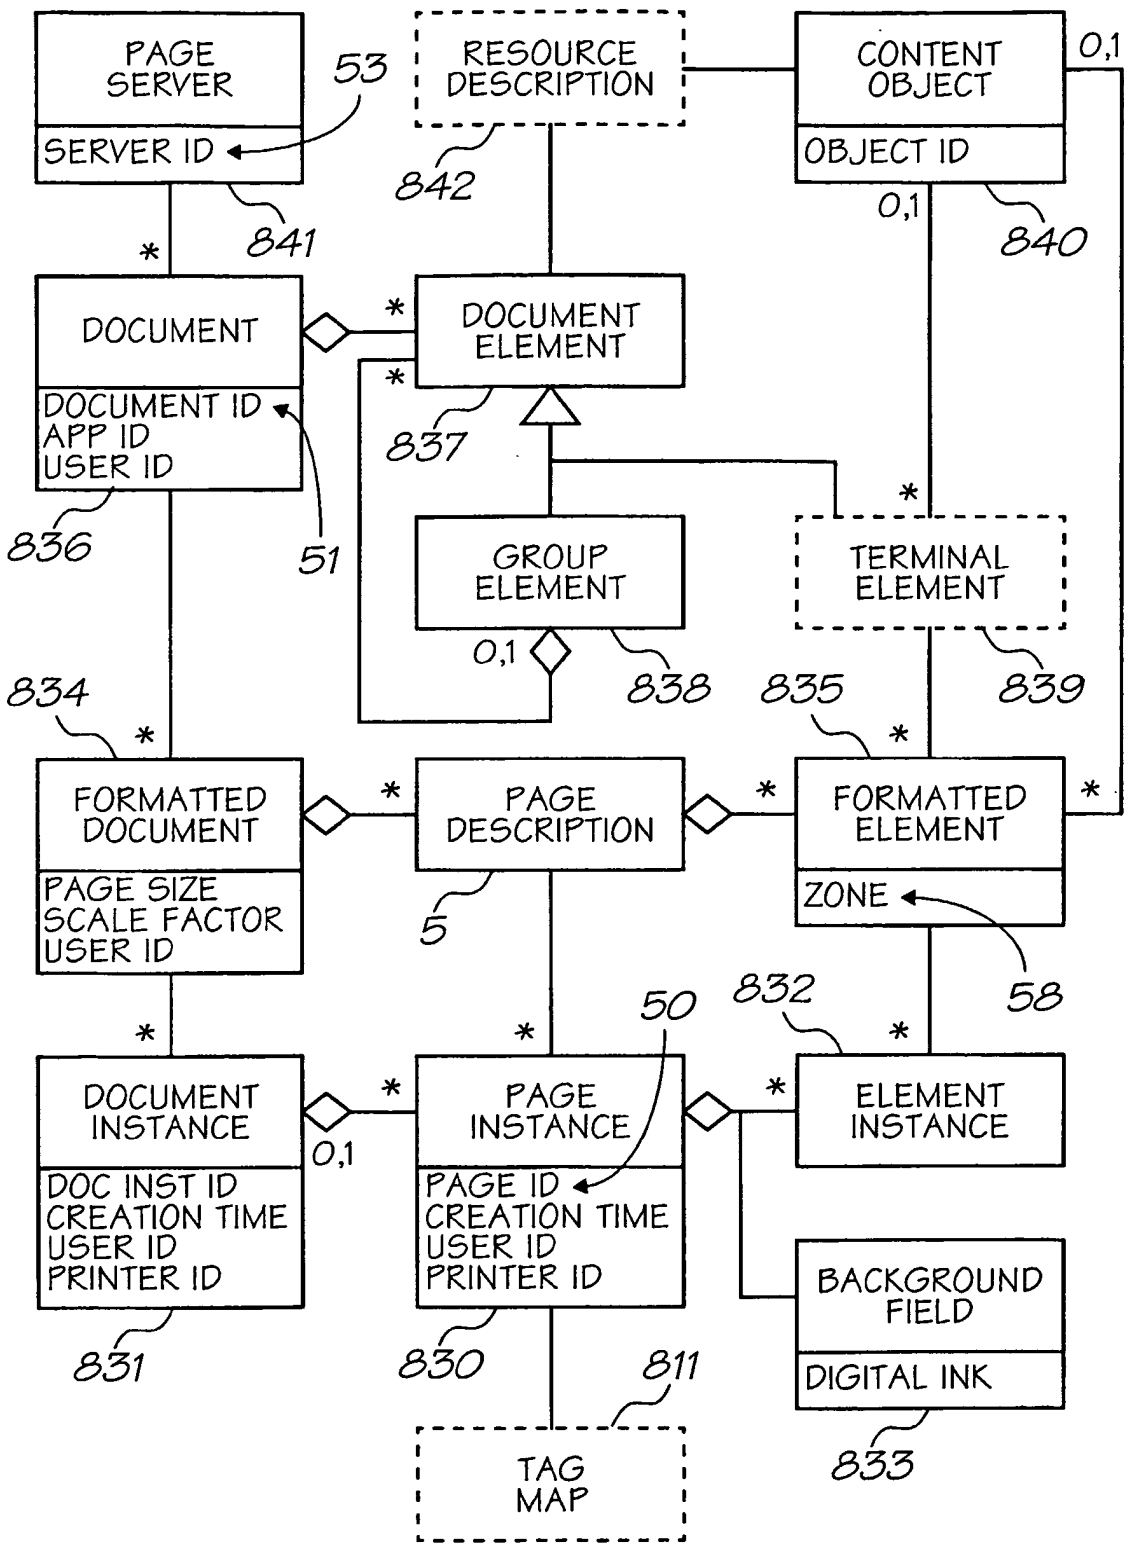 PAGE
SERVER
SERVER ID
53
841
RESOURCE
DESCRIPTION
842
CONTENT
OBJECT
OBJECT ID
840
0,1
0,1
*
DOCUMENT
DOCUMENT ID
APP ID
USER ID
836
51
*
*
DOCUMENT
ELEMENT
837
GROUP
ELEMENT
0,1
838
*
TERMINAL
ELEMENT
839
834
*
FORMATTED
DOCUMENT
PAGE SIZE
SCALE FACTOR
USER ID
*
PAGE
DESCRIPTION
5
835
*
*
*
FORMATTED
ELEMENT
ZONE
58
*
DOCUMENT
INSTANCE
0,1
DOC INST ID
CREATION TIME
USER ID
PRINTER ID
831
*
*
50
PAGE
INSTANCE
PAGE ID
CREATION TIME
USER ID
PRINTER ID
830
832
*
*
ELEMENT
INSTANCE
BACKGROUND
FIELD
DIGITAL INK
833
811
TAG
MAP